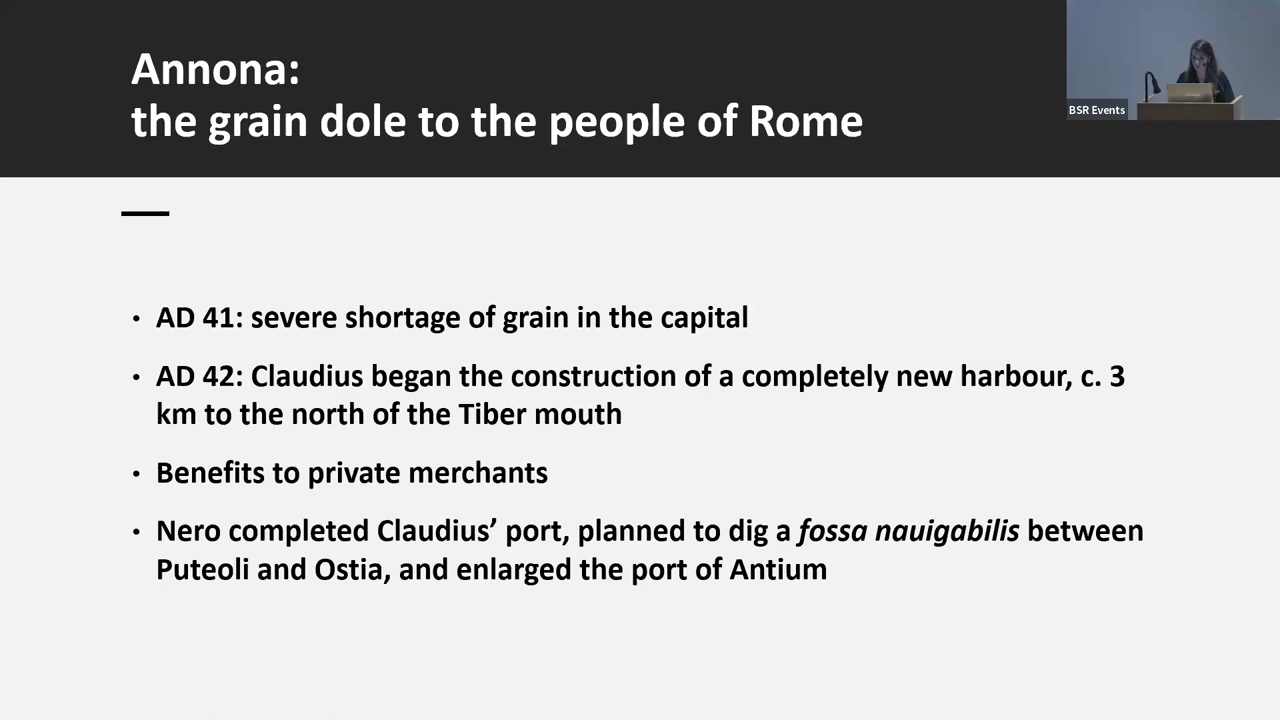 Annona:
the grain dole to the people of Rome
BSR Events
• AD 41: severe shortage of grain in the capital
• AD 42: Claudius began the construction of a completely new harbour, c. 3
km to the north of the Tiber mouth
• Benefits to private merchants
• Nero completed Claudius’ port, planned to dig a fossa nauigabilis between
Puteoli and Ostia, and enlarged the port of Antium